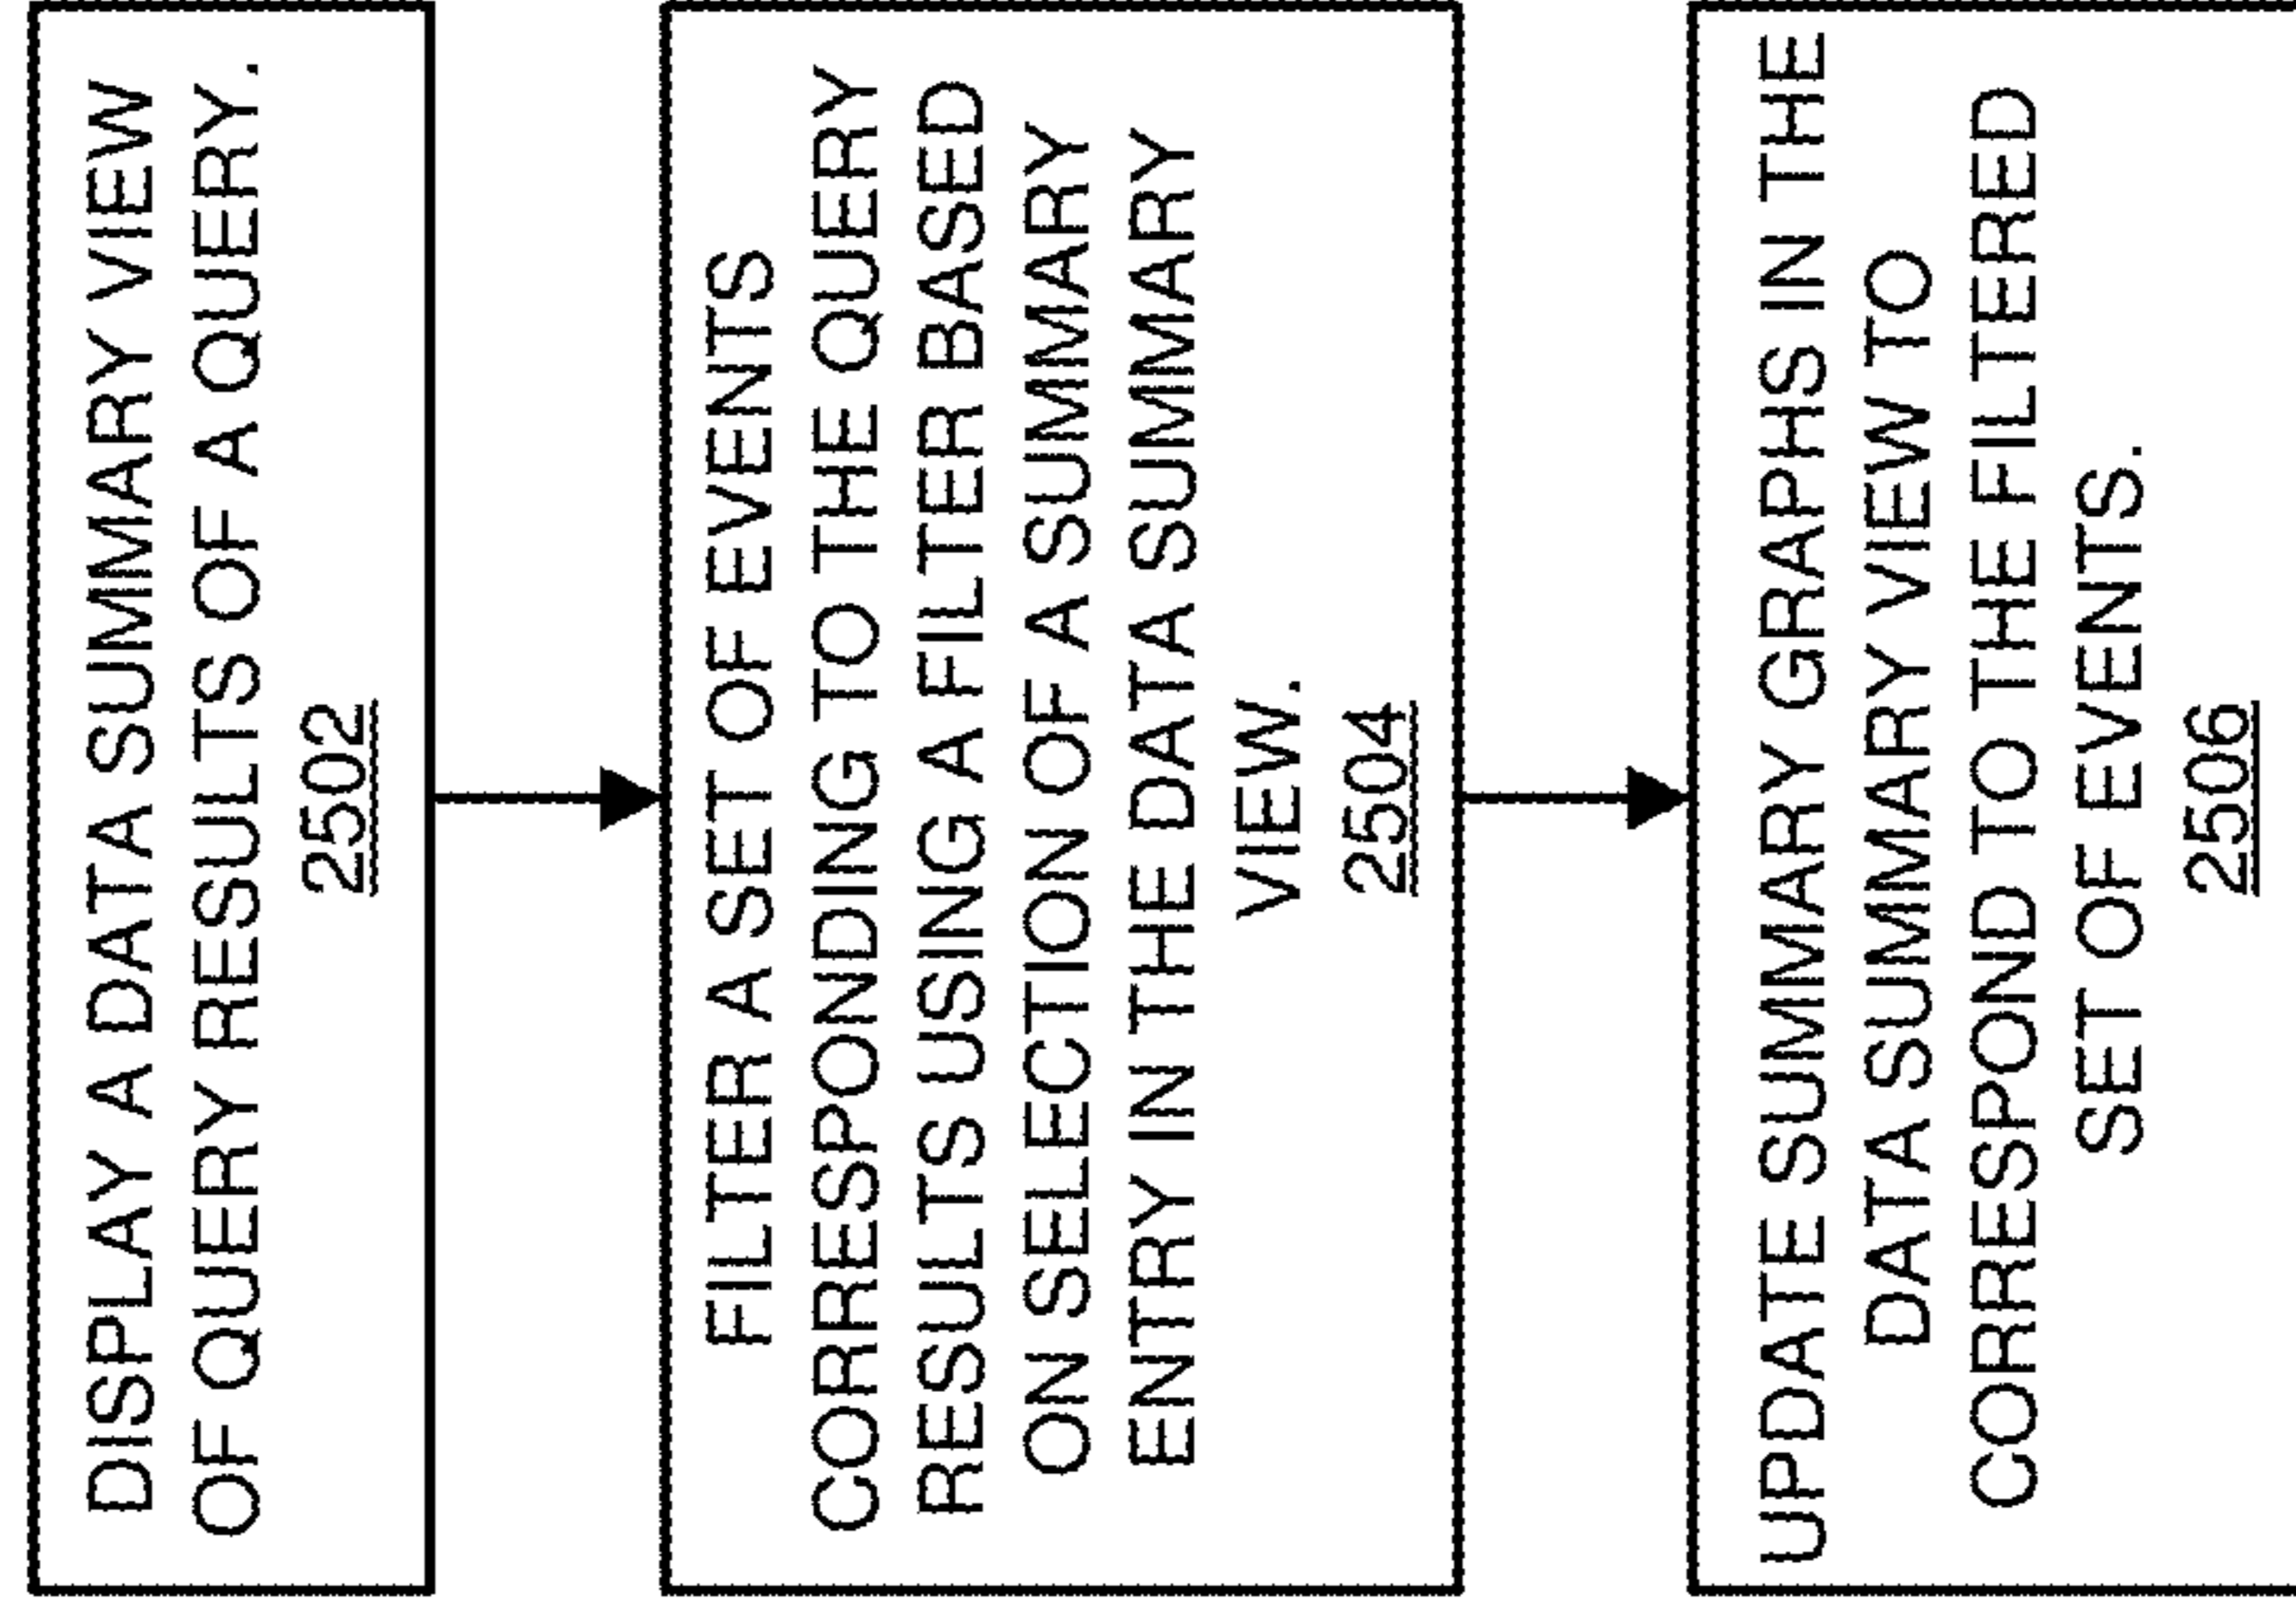 DISPLAY A DATA SUMMARY VIEW
OF QUERY RESULTS OF A QUERY.
2502
FILTER A SET OF EVENTS
CORRESPONDING TO THE QUERY
RESULTS USING A FILTER BASED
ON SELECTION OF A SUMMARY
ENTRY IN THE DATA SUMMARY
VIEW.
2504
UPDATE SUMMARY GRAPHS IN THE
DATA SUMMARY VIEW TO
CORRESPOND TO THE FILTERED
SET OF EVENTS.
2506